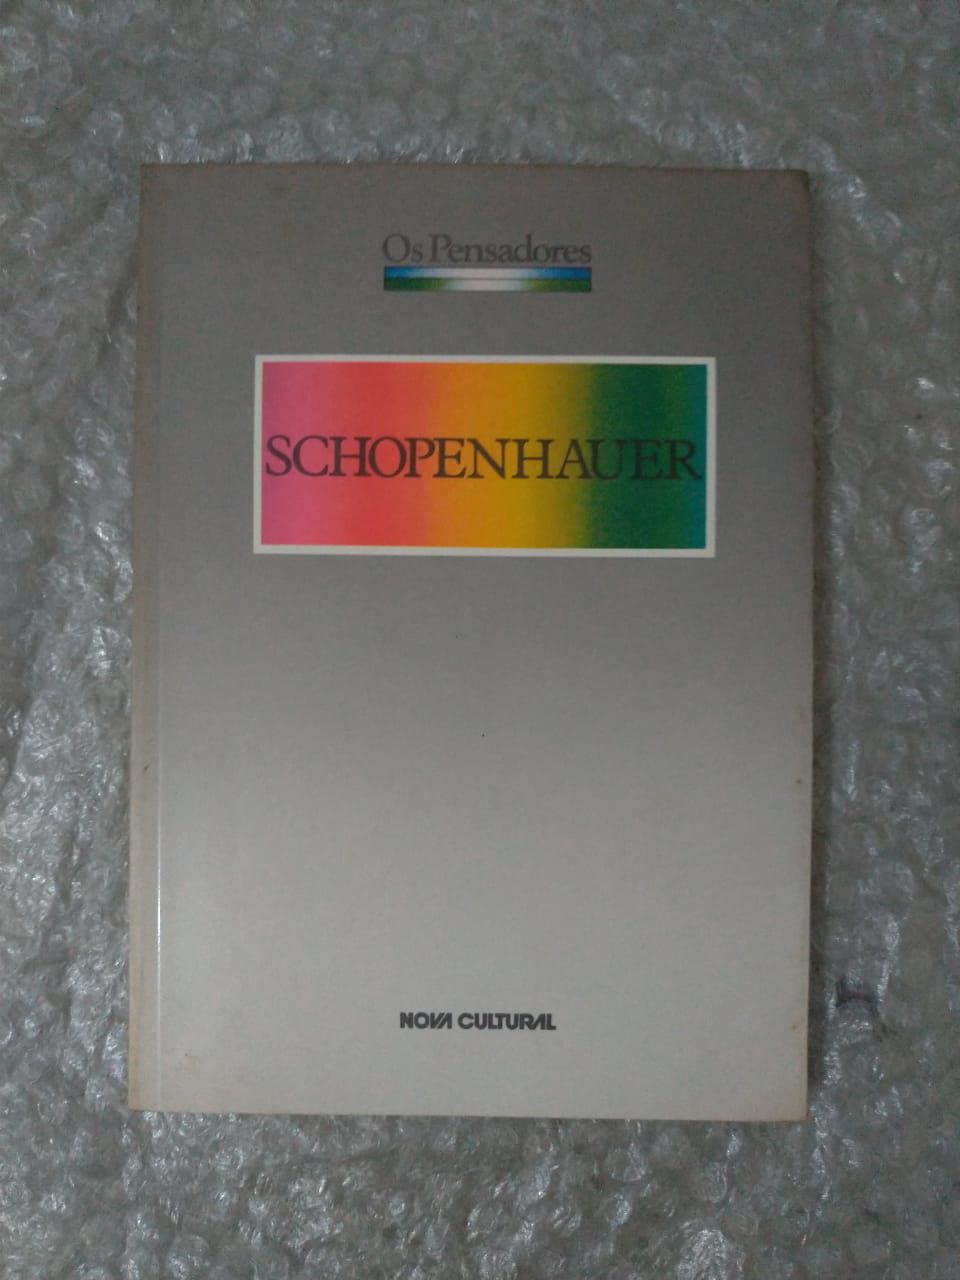 Os Pensadores
SCHOPENHAUER
NOVA CULTURAL